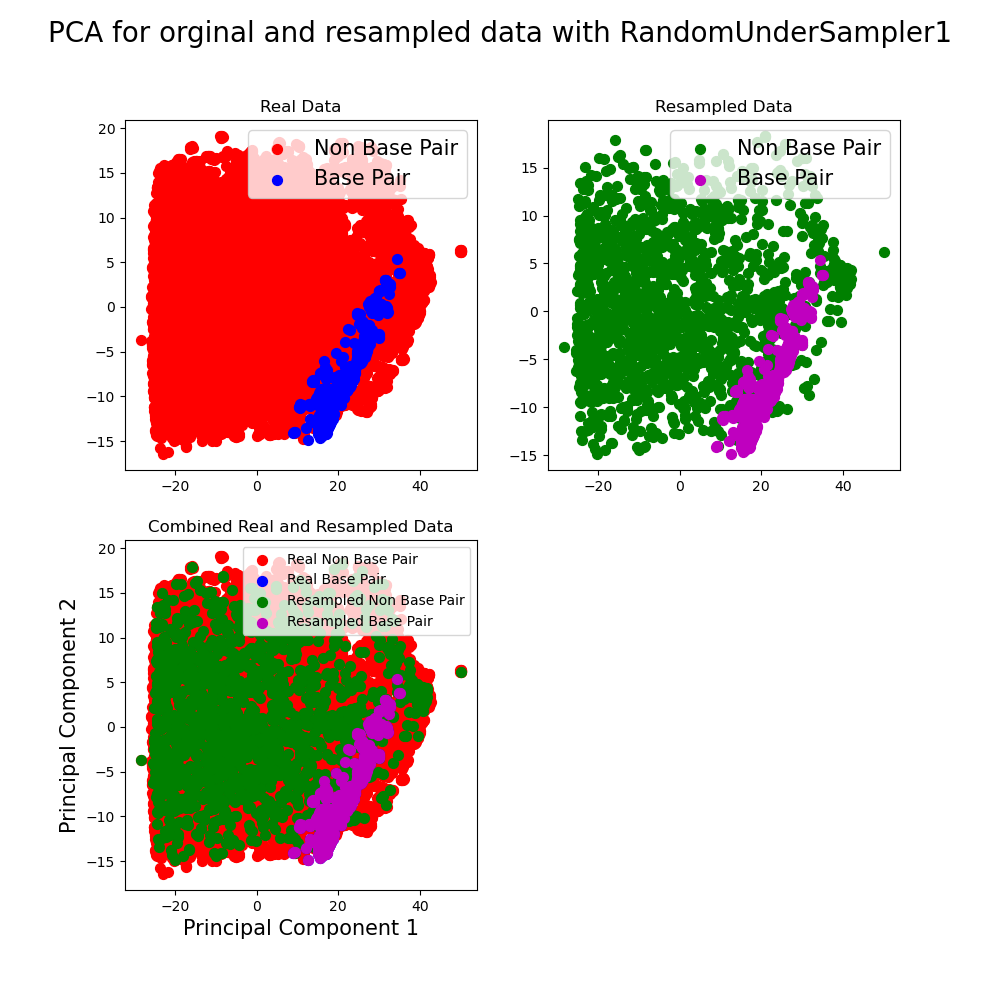 PCA for orginal and resampled data with RandomUnderSampler1
Real Data
Non Base Pair
Base Pair
20
15
10
5
0
−5
−10
−15
−20
0
20
40
Resampled Data
Non Base Pair
Base Pair
15
10
5
0
−5
−10
−15
−20
0
20
40
Combined Real and Resampled Data
Real Non Base Pair
Real Base Pair
Resampled Non Base Pair
Resampled Base Pair
Principal Component 2
20
15
10
5
0
−5
−10
−15
−20
0
20
40
Principal Component 1